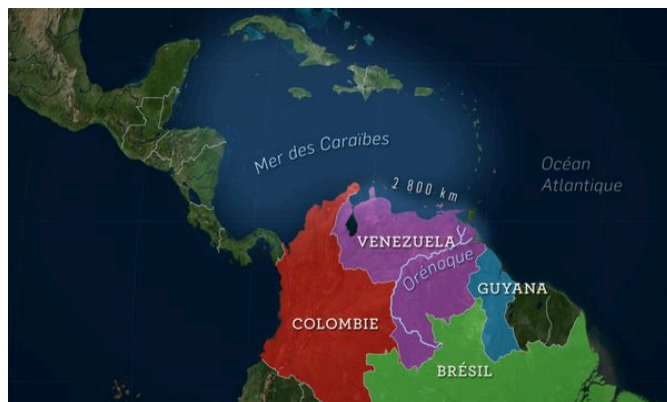 Mer des Caraïbes
Océan
Atlantique
2 800 km
VENEZUELA
Orénoque
GUYANA
COLOMBIE
BRÉSIL